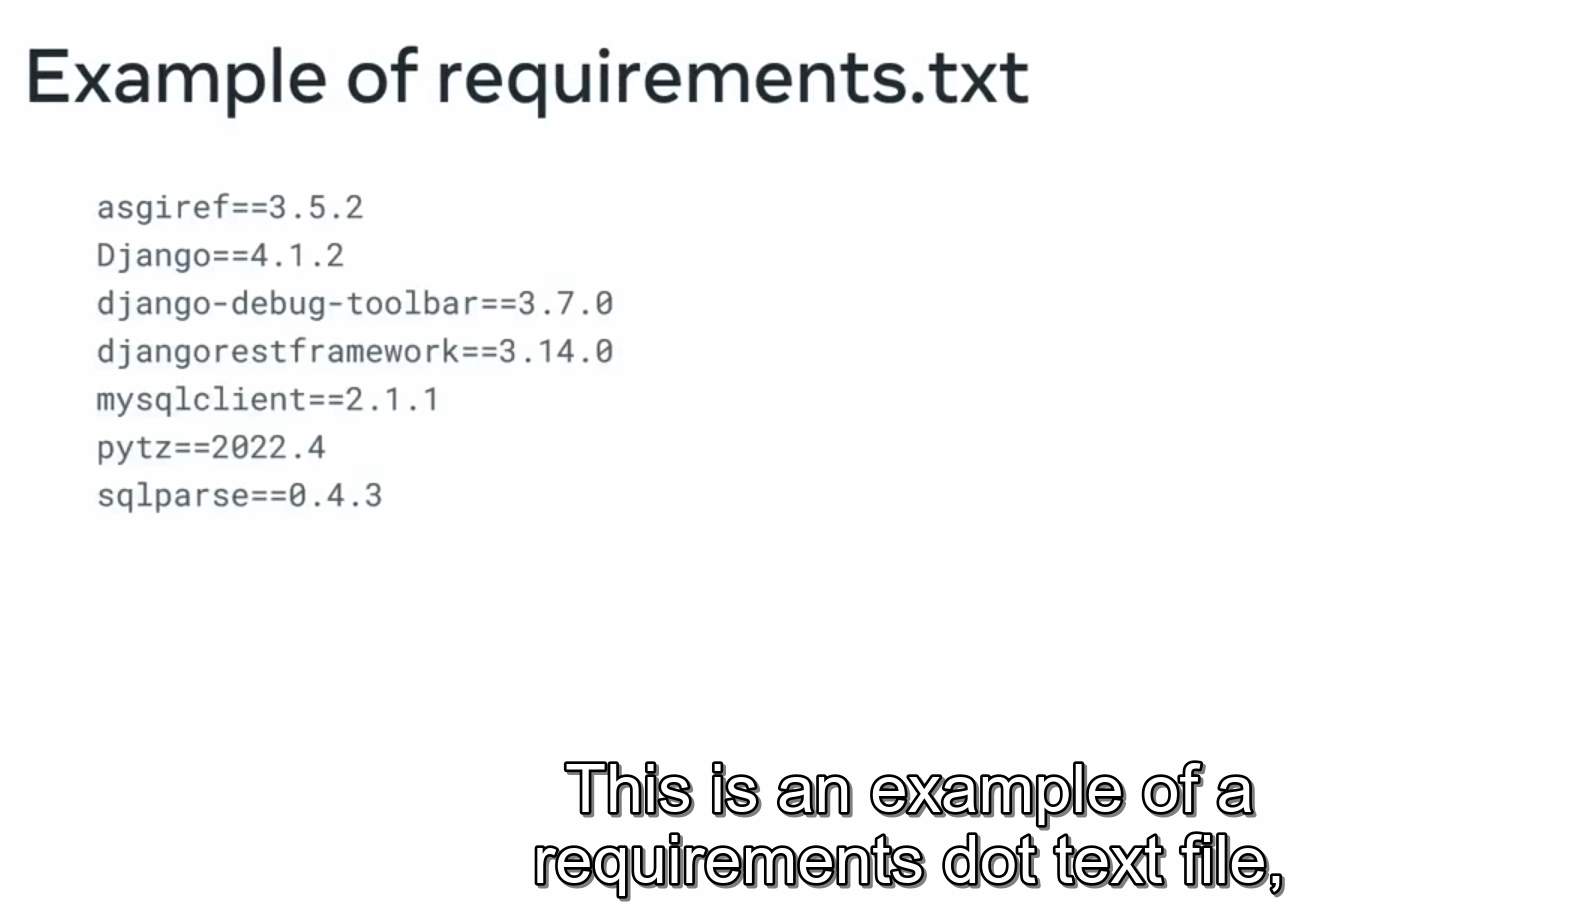 Example of requirements.txt
asgiref==3.5.2
Django==4.1.2
django-debug-toolbar==3.7.0
djangorestframework==3.14.0
mysqlclient==2.1.1
pytz==2022.4
sqlparse==0.4.3
This is an example of a
requirements dot text file,